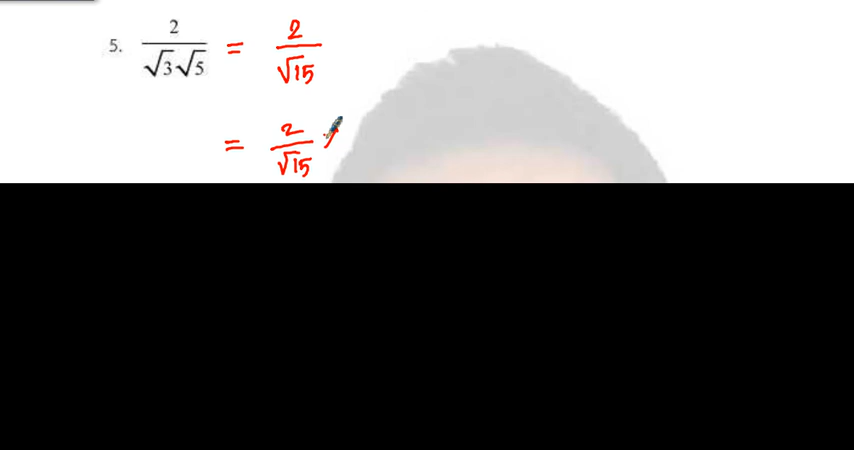 5. 2/(√3√5) = 2/√15
= 2/√15